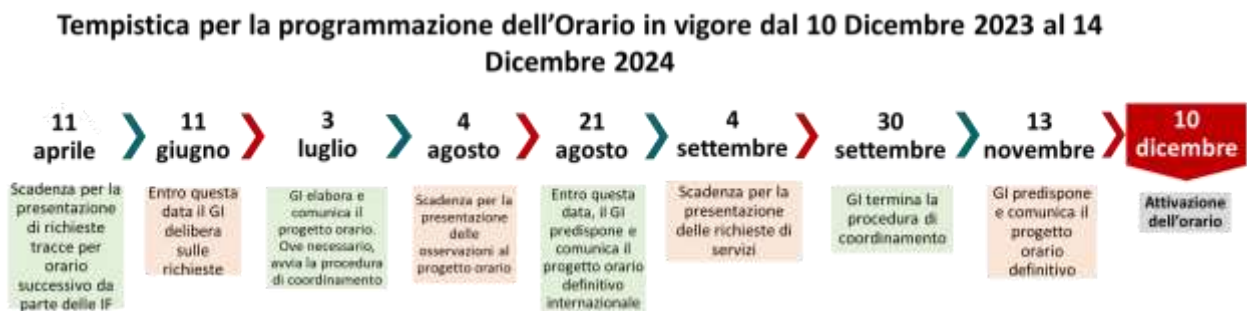 Tempistica per la programmazione dell'Orario in vigore dal 10 Dicembre 2023 al 14
Dicembre 2024
11
aprile
Scadenza per la
presentazione
di richieste
tracce per
orario
successivo da
parte delle IF
11
giugno
Entro questa
data il GI
delibera
sulle
richieste
3
luglio
GI elabora e
comunica il
progetto orario.
Ove necessario,
avvia la procedura
di coordinamento
4
agosto
Scadenza per la
presentazione
delle
osservazioni al
progetto orario
21
agosto
Entro questa
data, il GI
predispone e
comunica il
progetto orario
definitivo
internazionale
4
settembre
Scadenza per la
presentazione
delle richieste di
servizi
30
settembre
GI termina la
procedura di
coordinamento
13
novembre
GI predispone
e comunica il
progetto
orario
definitivo
10
dicembre
Attivazione
dell'orario